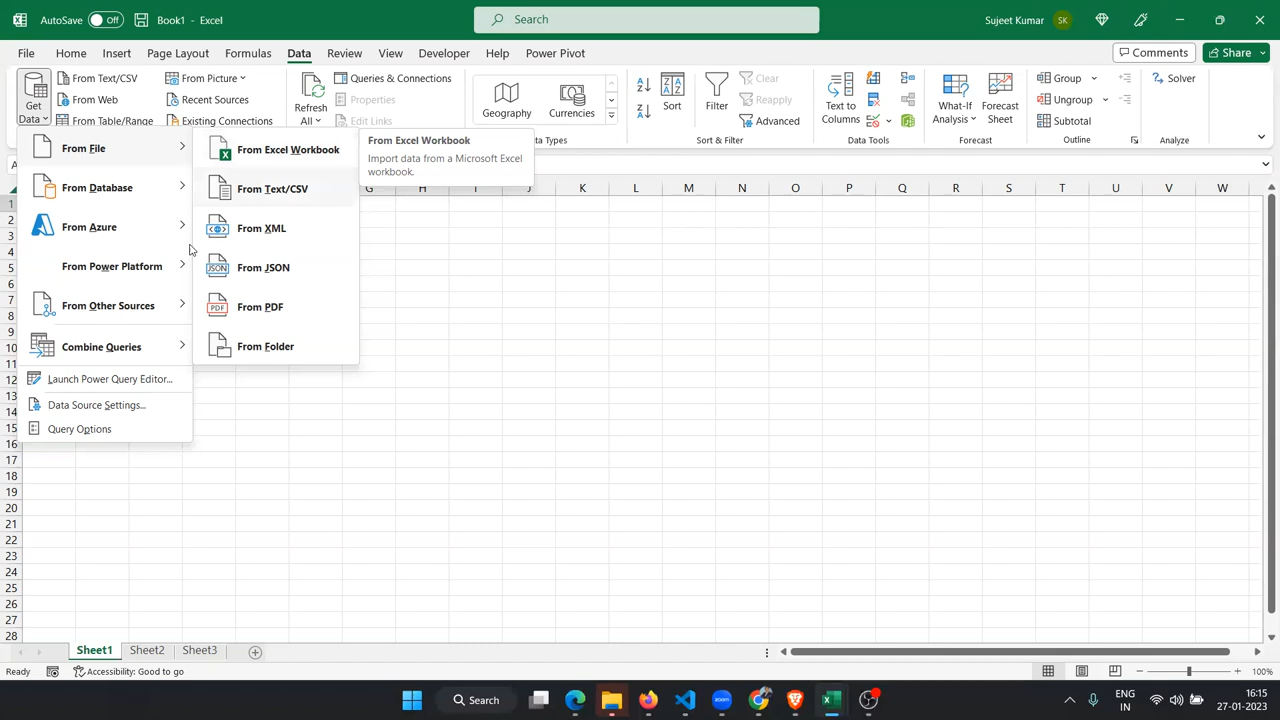 AutoSave Off Book1 - Excel Search Sujeet Kumar SK
File Home Insert Page Layout Formulas Data Review View Developer Help Power Pivot Comments Share
Get Data
From Text/CSV
From Web
From Table/Range
From Picture
Recent Sources
Existing Connections
Refresh All
Queries & Connections
Properties
Edit Links
Geography
Currencies
Sort
Filter
Clear
Reapply
Advanced
Text to Columns
What-If Analysis
Forecast Sheet
Group
Ungroup
Subtotal
Solver
Sort & Filter
Data Tools
Forecast
Outline
Analyze
From File
From Database
From Azure
From Power Platform
From Other Sources
Combine Queries
Launch Power Query Editor...
Data Source Settings...
Query Options
From Excel Workbook
From Text/CSV
From XML
JSON
From JSON
PDF
From PDF
From Folder
From Excel Workbook
Import data from a Microsoft Excel
workbook.
G H I J K L M N O P Q R S T U V W
1
2
3
4
5
6
7
8
9
10
11
12
13
14
15
16
17
18
19
20
21
22
23
24
25
26
27
28
Sheet1 Sheet2 Sheet3
Ready Accessibility: Good to go 100%
Search
ENG
IN
16:15
27-01-2023